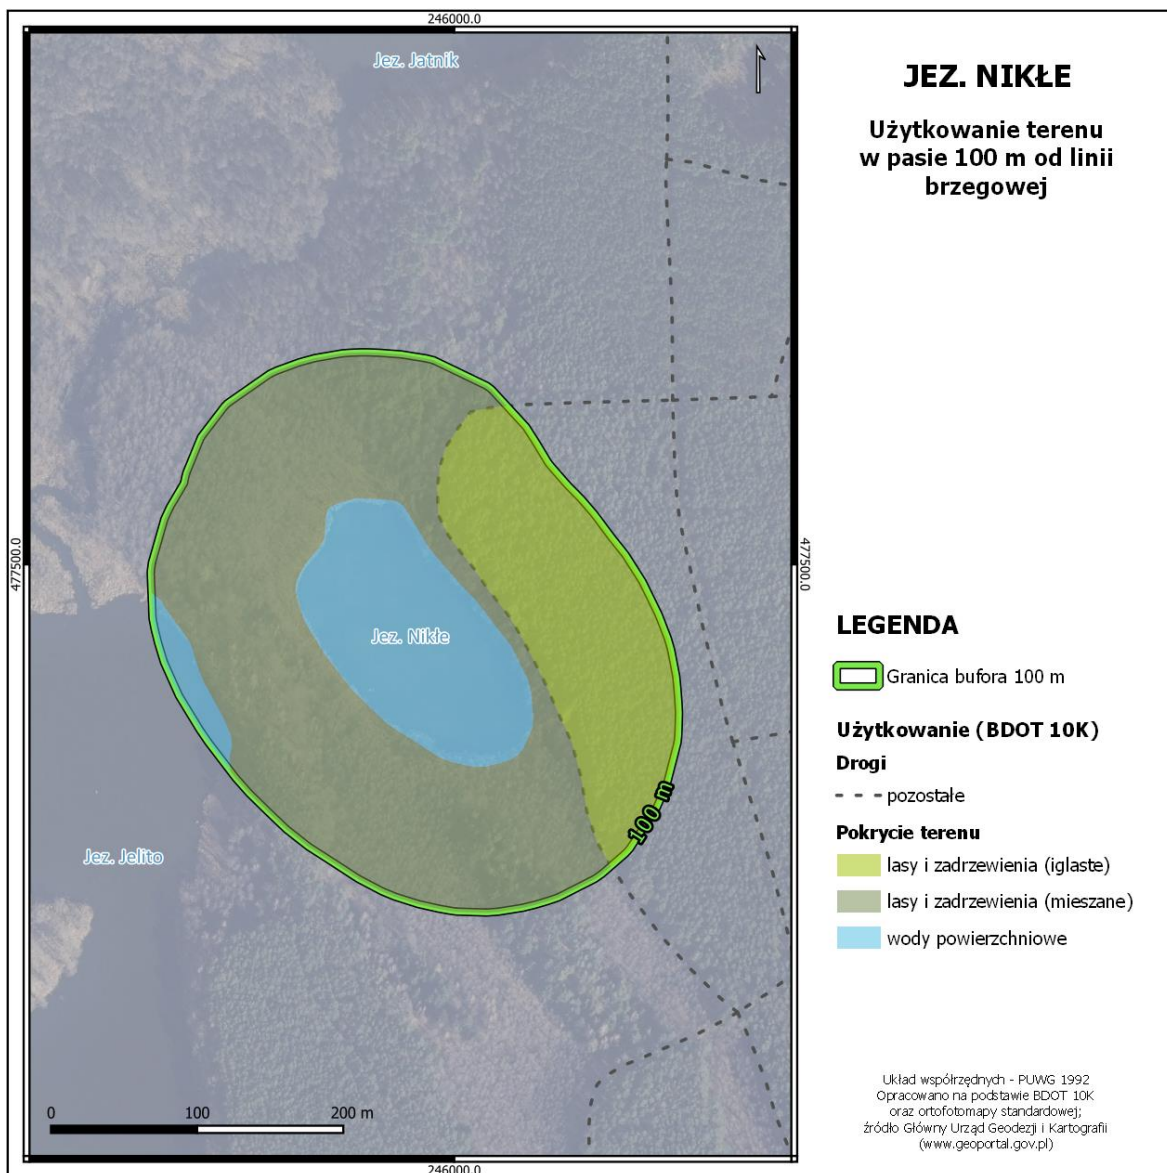 246000.0
Jez. Jatnik
JEZ. NIKŁE
Użytkowanie terenu
w pasie 100 m od linii
brzegowej
477500.0
477500.0
Jez. Nikłe
LEGENDA
Granica bufora 100 m
Użytkowanie (BDOT 10K)
Drogi
pozostałe
100 m
Pokrycie terenu
Jez. Jelito
lasy i zadrzewienia (iglaste)
lasy i zadrzewienia (mieszane)
wody powierzchniowe
0 100 200 m
Układ współrzędnych - PUWG 1992
Opracowano na podstawie BDOT 10K
oraz ortofotomapy standardowej;
źródło Główny Urząd Geodezji i Kartografii
(www.geoportal.gov.pl)
246000.0